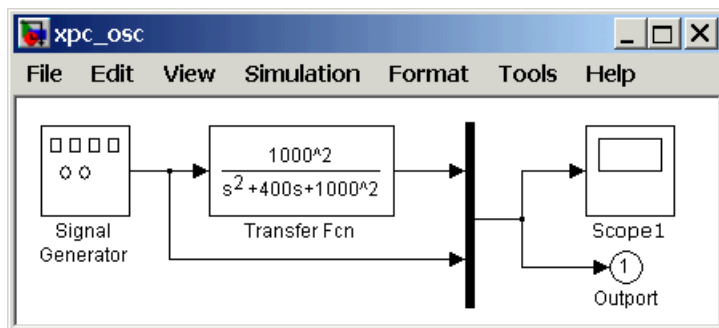 xpc_osc
File Edit View Simulation Format Tools Help
1000^2
s2+400s+1000^2
Signal
Generator
Transfer Fcn
Scope1
1
Outport